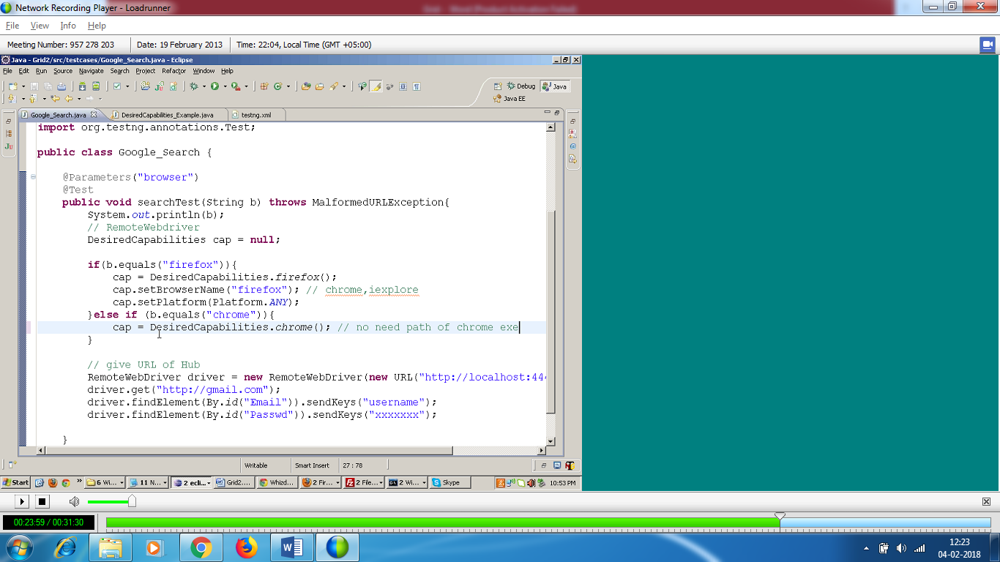 Network Recording Player - Loadrunner
File View Info Help
Meeting Number: 957 278 203 Date: 19 February 2013 Time: 22:04, Local Time (GMT +05:00)
Java - Grid2/src/testcases/Google_Search.java - Eclipse
File Edit Run Source Navigate Search Project Refactor Window Help
Debug Java
Java EE
Google_Search.java DesiredCapabilities_Example.java testng.xml
import org.testng.annotations.Test;
public class Google_Search {
@Parameters("browser")
@Test
public void searchTest(String b) throws MalformedURLException{
System.out.println(b);
// RemoteWebdriver
DesiredCapabilities cap = null;
if(b.equals("firefox")){
cap = DesiredCapabilities.firefox();
cap.setBrowserName("firefox"); // chrome,iexplore
cap.setPlatform(Platform.ANY);
}else if (b.equals("chrome")){
cap = DesiredCapabilities.chrome(); // no need path of chrome exe
}
// give URL of Hub
RemoteWebDriver driver = new RemoteWebDriver(new URL("http://localhost:444
driver.get("http://gmail.com");
driver.findElement(By.id("Email")).sendKeys("username");
driver.findElement(By.id("Passwd")).sendKeys("xxxxxxx");
}
Writable Smart Insert 27 : 78
Start 6 Wi... 11 N... 2 ecli... Grid2.... Whizd... 2 Fir... 2 File... 2 Wi... Skype 10:53 PM
00:23:59 / 00:31:30
12:23
04-02-2018